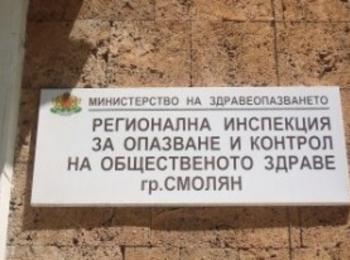 МИНИСТЕРСТВО НА ЗДРАВЕОПАЗВАНЕТО
РЕГИОНАЛНА ИНСПЕКЦИЯ
ЗА ОПАЗВАНЕ И КОНТРОЛ
НА ОБЩЕСТВЕНОТО ЗДРАВЕ
гр.СМОЛЯН